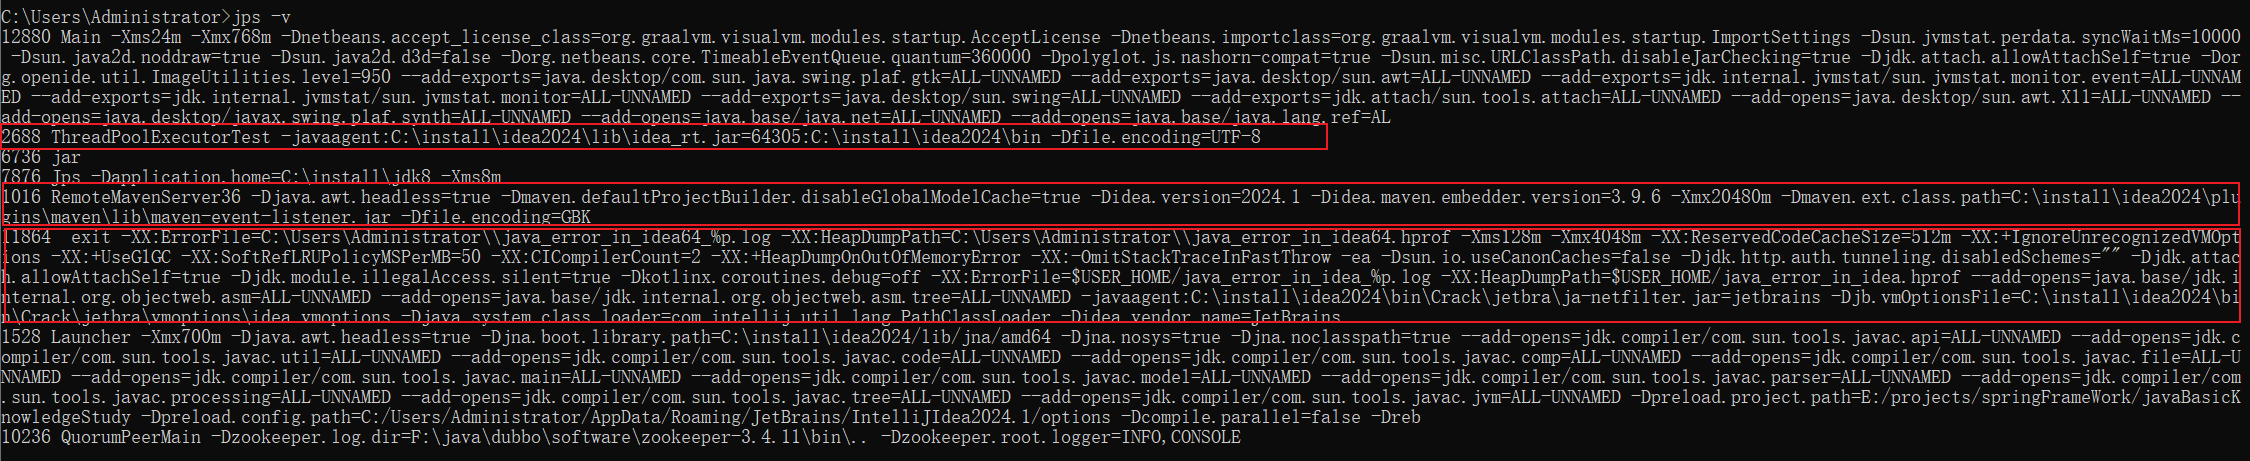 C:\Users\Administrator>jps -v
12880 Main -Xms24m -Xmx768m -Dnetbeans.accept_license_class=org.graalvm.visualvm.modules.startup.AcceptLicense -Dnetbeans.importclass=org.graalvm.visualvm.modules.startup.ImportSettings -Dsun.jvmstat.perdata.syncWaitMs=10000
 -Dsun.java2d.noddraw=true -Dsun.java2d.d3d=false -Dorg.netbeans.core.TimeableEventQueue.quantum=360000 -Dpolyglot.js.nashorn-compat=true -Dsun.misc.URLClassPath.disableJarChecking=true -Djdk.attach.allowAttachSelf=true -Dor
g.openide.util.ImageUtilities.level=950 --add-exports=java.desktop/com.sun.java.swing.plaf.gtk=ALL-UNNAMED --add-exports=java.desktop/sun.awt=ALL-UNNAMED --add-exports=jdk.internal.jvmstat/sun.jvmstat.monitor.event=ALL-UNNAM
ED --add-exports=jdk.internal.jvmstat/sun.jvmstat.monitor=ALL-UNNAMED --add-exports=java.desktop/sun.swing=ALL-UNNAMED --add-exports=jdk.attach/sun.tools.attach=ALL-UNNAMED --add-opens=java.desktop/sun.awt.X11=ALL-UNNAMED --
add-opens=java.desktop/javax.swing.plaf.synth=ALL-UNNAMED --add-opens=java.base/java.net=ALL-UNNAMED --add-opens=java.base/java.lang.ref=AL
2688 ThreadPoolExecutorTest -javaagent:C:\install\idea2024\lib\idea_rt.jar=64305:C:\install\idea2024\bin -Dfile.encoding=UTF-8
6736 jar
7876 Jps -Dapplication.home=C:\install\jdk8 -Xms8m
1016 RemoteMavenServer36 -Djava.awt.headless=true -Dmaven.defaultProjectBuilder.disableGlobalModelCache=true -Didea.version=2024.1 -Didea.maven.embedder.version=3.9.6 -Xmx20480m -Dmaven.ext.class.path=C:\install\idea2024\plu
gins\maven\lib\maven-event-listener.jar -Dfile.encoding=GBK
11864  exit -XX:ErrorFile=C:\Users\Administrator\\java_error_in_idea64_%p.log -XX:HeapDumpPath=C:\Users\Administrator\\java_error_in_idea64.hprof -Xms128m -Xmx4048m -XX:ReservedCodeCacheSize=512m -XX:+IgnoreUnrecognizedVMOpt
ions -XX:+UseG1GC -XX:SoftRefLRUPolicyMSPerMB=50 -XX:CICompilerCount=2 -XX:+HeapDumpOnOutOfMemoryError -XX:-OmitStackTraceInFastThrow -ea -Dsun.io.useCanonCaches=false -Djdk.http.auth.tunneling.disabledSchemes="" -Djdk.attac
h.allowAttachSelf=true -Djdk.module.illegalAccess.silent=true -Dkotlinx.coroutines.debug=off -XX:ErrorFile=$USER_HOME/java_error_in_idea_%p.log -XX:HeapDumpPath=$USER_HOME/java_error_in_idea.hprof --add-opens=java.base/jdk.i
nternal.org.objectweb.asm=ALL-UNNAMED --add-opens=java.base/jdk.internal.org.objectweb.asm.tree=ALL-UNNAMED -javaagent:C:\install\idea2024\bin\Crack\jetbra\ja-netfilter.jar=jetbrains -Djb.vmOptionsFile=C:\install\idea2024\bi
n\Crack\jetbra\vmoptions\idea.vmoptions -Djava.system.class.loader=com.intellij.util.lang.PathClassLoader -Didea.vendor.name=JetBrains
1528 Launcher -Xmx700m -Djava.awt.headless=true -Djna.boot.library.path=C:\install\idea2024/lib/jna/amd64 -Djna.nosys=true -Djna.noclasspath=true --add-opens=jdk.compiler/com.sun.tools.javac.api=ALL-UNNAMED --add-opens=jdk.c
ompiler/com.sun.tools.javac.util=ALL-UNNAMED --add-opens=jdk.compiler/com.sun.tools.javac.code=ALL-UNNAMED --add-opens=jdk.compiler/com.sun.tools.javac.comp=ALL-UNNAMED --add-opens=jdk.compiler/com.sun.tools.javac.file=ALL-U
NNAMED --add-opens=jdk.compiler/com.sun.tools.javac.main=ALL-UNNAMED --add-opens=jdk.compiler/com.sun.tools.javac.model=ALL-UNNAMED --add-opens=jdk.compiler/com.sun.tools.javac.parser=ALL-UNNAMED --add-opens=jdk.compiler/com
.sun.tools.javac.processing=ALL-UNNAMED --add-opens=jdk.compiler/com.sun.tools.javac.tree=ALL-UNNAMED --add-opens=jdk.compiler/com.sun.tools.javac.jvm=ALL-UNNAMED -Dpreload.project.path=E:/projects/springFrameWork/javaBasicK
nowledgeStudy -Dpreload.config.path=C:/Users/Administrator/AppData/Roaming/JetBrains/IntelliJIdea2024.1/options -Dcompile.parallel=false -Dreb
10236 QuorumPeerMain -Dzookeeper.log.dir=F:\java\dubbo\software\zookeeper-3.4.11\bin\.. -Dzookeeper.root.logger=INFO,CONSOLE